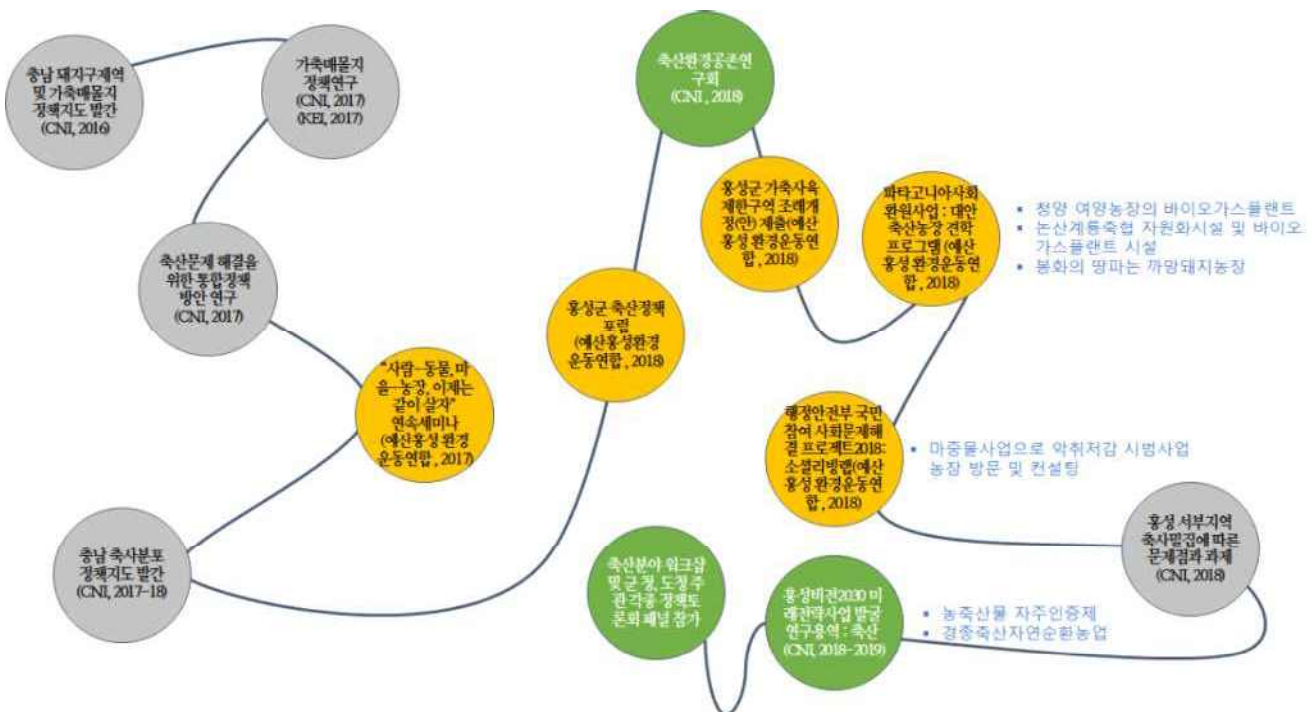 충남 돼지구제역
및 가축매몰지
정책지도 발간
(CNI, 2016)
가축매몰지
정책연구
(CNI, 2017)
(KEI, 2017)
축산문제 해결을
위한 통합정책
방안 연구
(CNI, 2017)
"사람-동물, 마
을-농장, 이제는
같이 살자"
연속세미나
(예산홍성환경
운동연합, 2017)
충남 축사분포
정책지도 발간
(CNI, 2017-18)
홍성군 축산정책
포럼
(예산홍성환경
운동연합, 2018)
축산환경공존연
구회
(CNI, 2018)
홍성군 가축사육
제한구역 조례개
정(안) 제출(예산
홍성환경운동연
합, 2018)
파타고니아사회
환원사업 : 대안
축산농장 견학
프로그램 (예산
홍성환경운동연
합, 2018)
▪ 청양 여양농장의 바이오가스플랜트
▪ 논산계룡축협 자원화시설 및 바이오
가스플랜트 시설
▪ 봉화의 땅파는 까망돼지농장
행정안전부 국민
참여 사회문제해
결 프로젝트2018:
소셜리빙랩(예산
홍성환경운동연
합, 2018)
▪ 마중물사업으로 악취저감 시범사업
농장 방문 및 컨설팅
홍성 서부지역
축사밀집에 따른
문제점과 과제
(CNI, 2018)
홍성비전2030 미
래전략사업 발굴
연구용역 : 축산
(CNI, 2018-2019)
▪ 농축산물 자주인증제
▪ 경종축산자연순환농업
축산분야 워크샵
및 군청, 도청 주
관 각종 정책토
론회 패널 참가